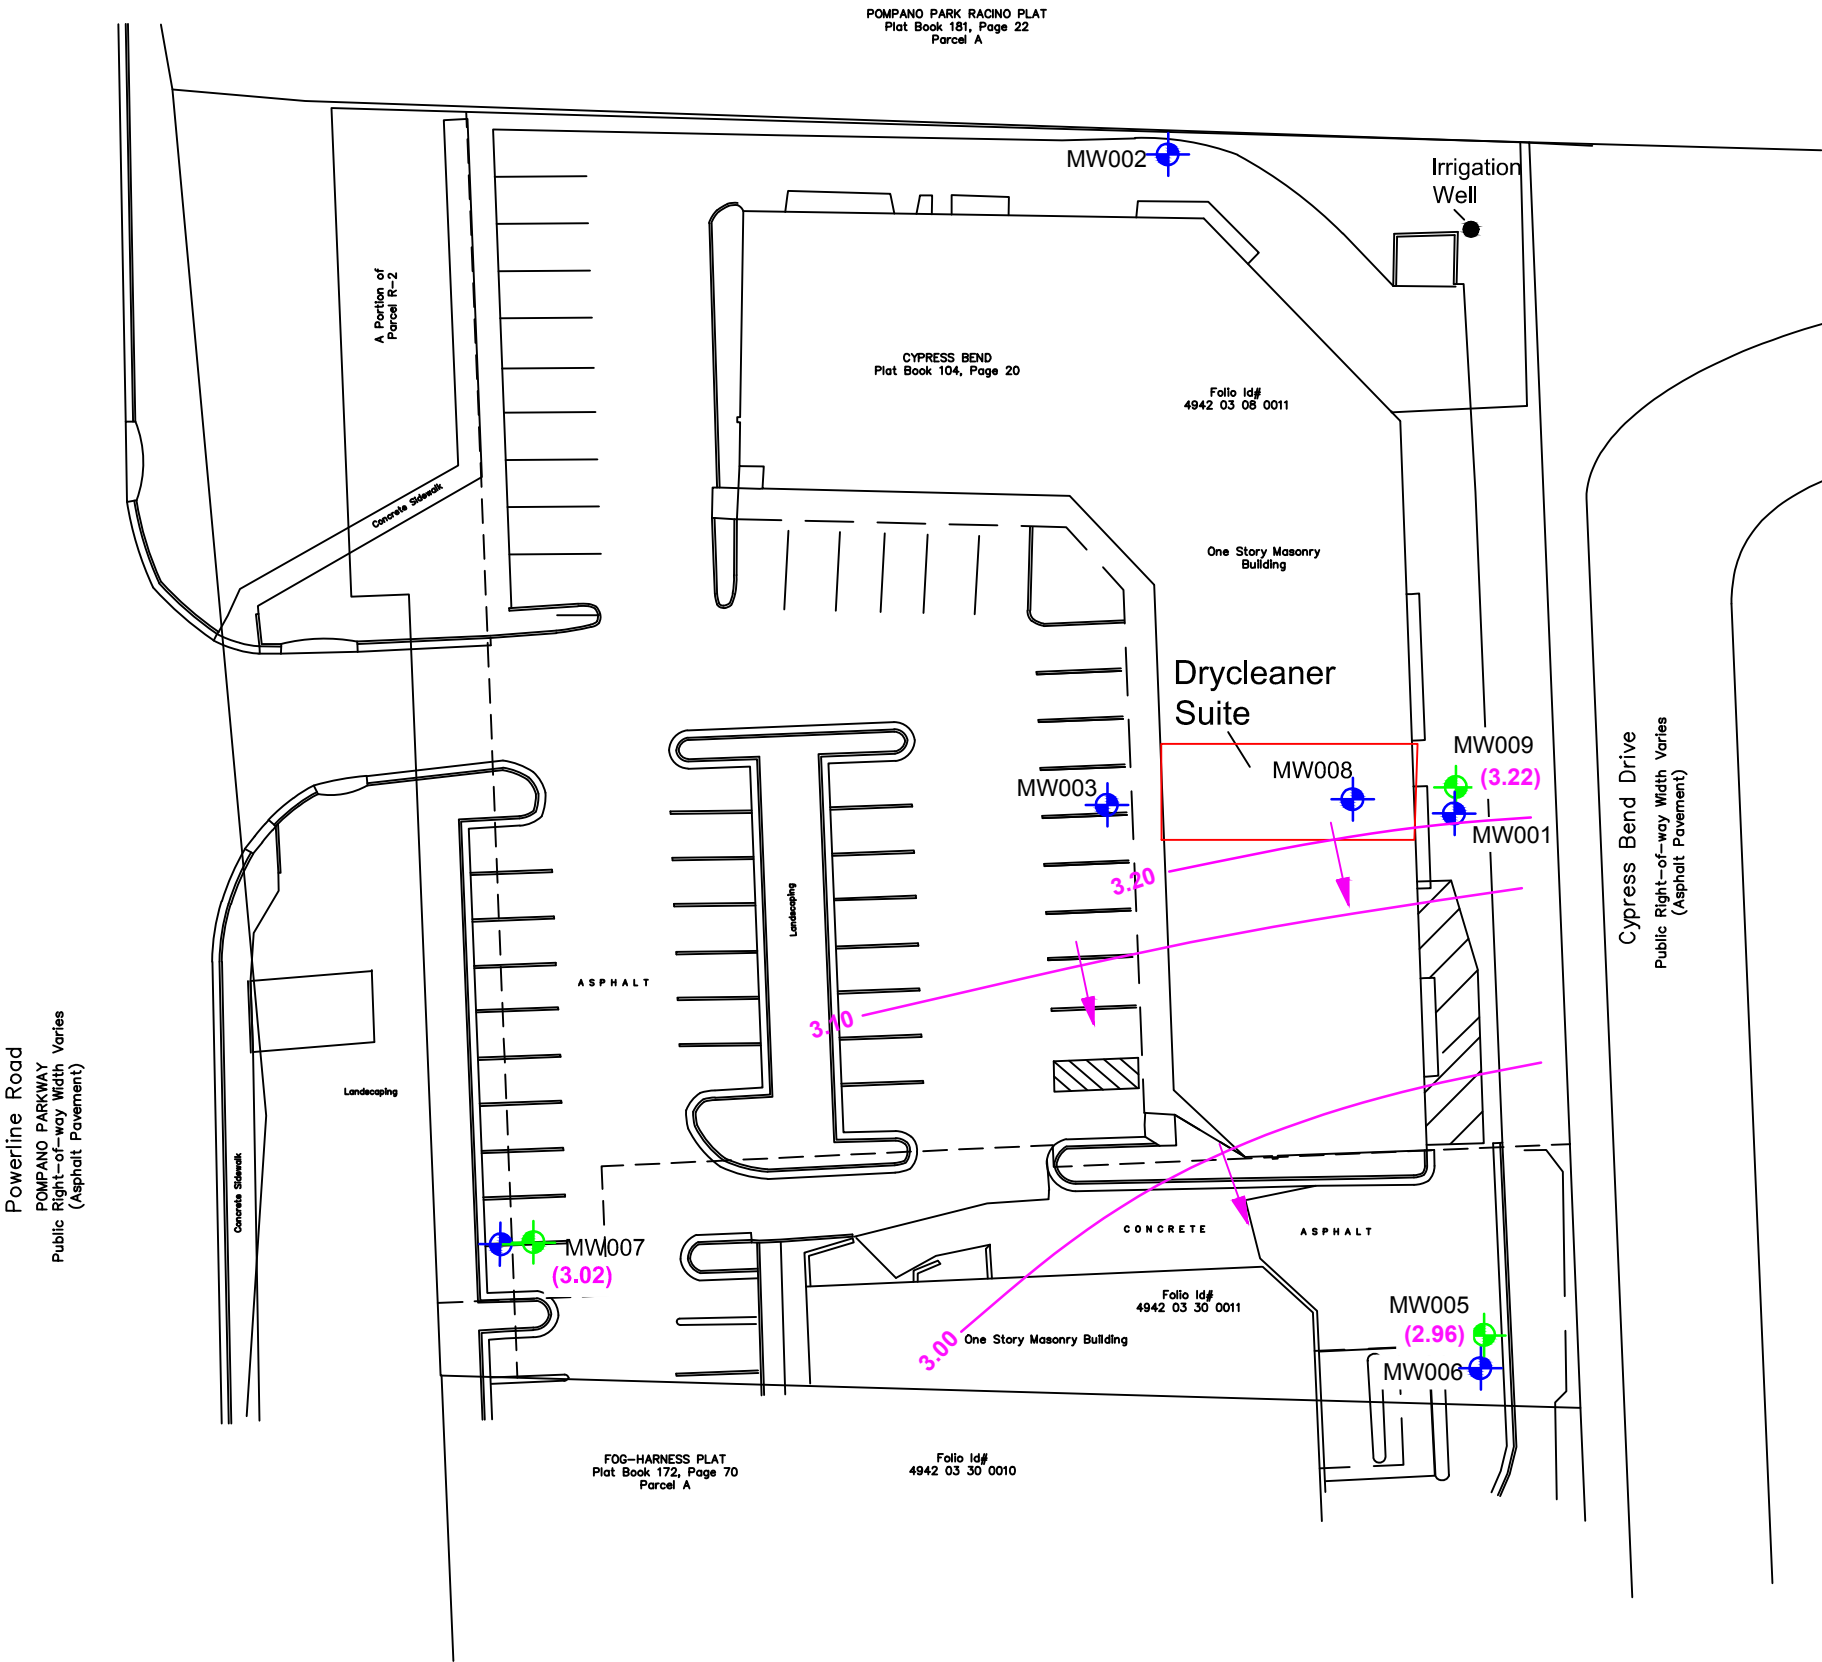 POMPANO PARK RACINO PLAT
Plat Book 181, Page 22
Parcel A
MW002
Irrigation
Well
A Portion of
Parcel R-2
CYPRESS BEND
Plat Book 104, Page 20
Folio Id#
4942 03 08 0011
Concrete Sidewalk
One Story Masonry
Building
Drycleaner
Suite
MW009
(3.22)
MW008
MW003
MW001
Cypress Bend Drive
Public Right-of-way Width Varies
(Asphalt Pavement)
3.20
Landscaping
ASPHALT
3.10
Powerline Road
POMPANO PARKWAY
Public Right-of-way Width Varies
(Asphalt Pavement)
Landscaping
Concrete Sidewalk
CONCRETE
ASPHALT
MW007
(3.02)
Folio Id#
4942 03 30 0011
MW005
(2.96)
3.00
One Story Masonry Building
MW006
FOG-HARNESS PLAT
Plat Book 172, Page 70
Parcel A
Folio Id#
4942 03 30 0010